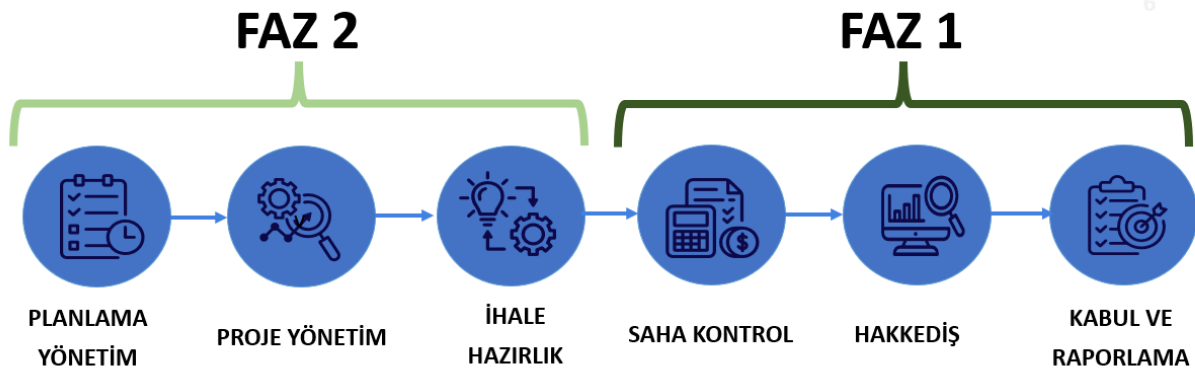 FAZ 2
FAZ 1
PLANLAMA
YÖNETİM
PROJE YÖNETİM
İHALE
HAZIRLIK
SAHA KONTROL
HAKKEDİŞ
KABUL VE
RAPORLAMA